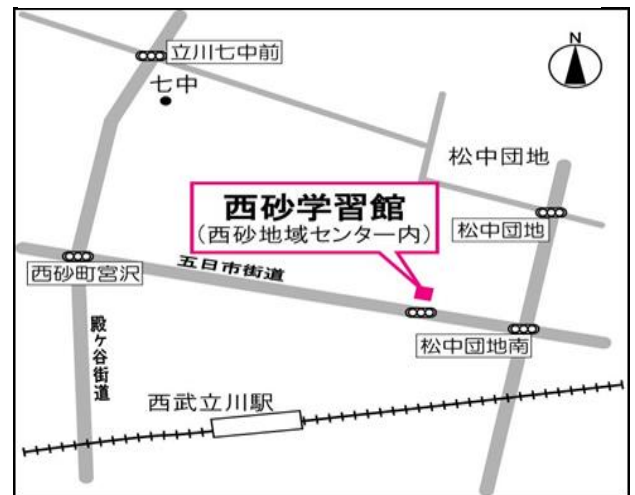 N
立川七中前
七中
松中団地
西砂学習館
(西砂地域センター内)
松中団地
五日市街道
西砂町宮沢
松中団地南
殿ヶ谷街道
西武立川駅